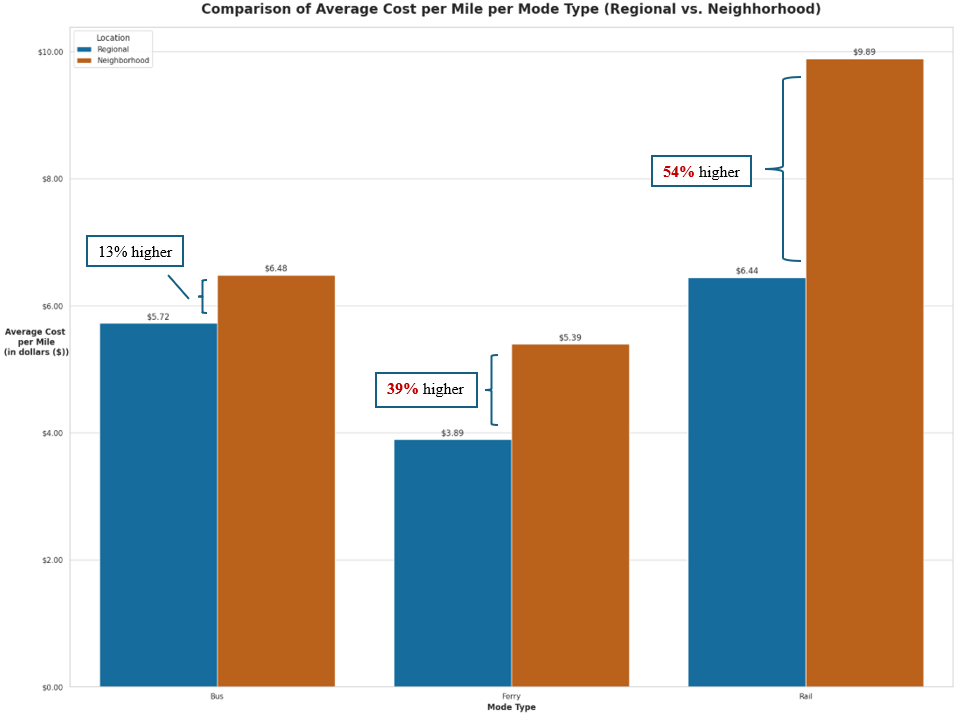 Comparison of Average Cost per Mile per Mode Type (Regional vs. Neighhorhood)
Location
Regional
Neighborhood
$10.00
$8.00
$6.00
$4.00
$2.00
$0.00
Average Cost
per Mile
(in dollars ($))
13% higher
$5.72
$6.48
39% higher
$3.89
$5.39
54% higher
$6.44
$9.89
Bus
Ferry
Rail
Mode Type